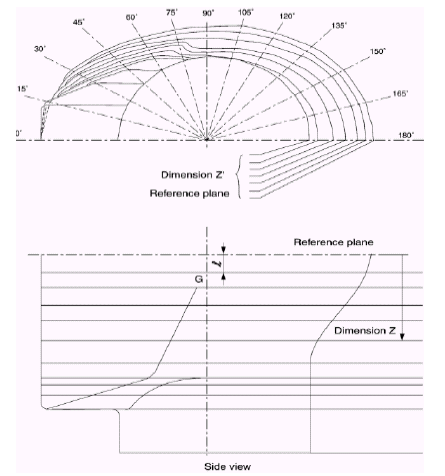 90°
75°
105°
60°
120°
45°
135°
30°
150°
15°
165°
0°
180°
Dimension Z'
Reference plane
Reference plane
G
Dimension Z
Side view